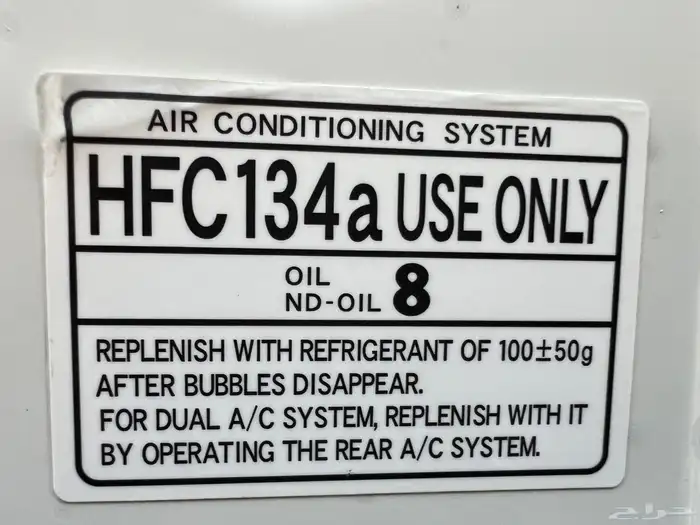 AIR CONDITIONING SYSTEM
HFC134a USE ONLY
OIL
ND-OIL 8
REPLENISH WITH REFRIGERANT OF 100±50g
AFTER BUBBLES DISAPPEAR.
FOR DUAL A/C SYSTEM, REPLENISH WITH IT
BY OPERATING THE REAR A/C SYSTEM.
حراج